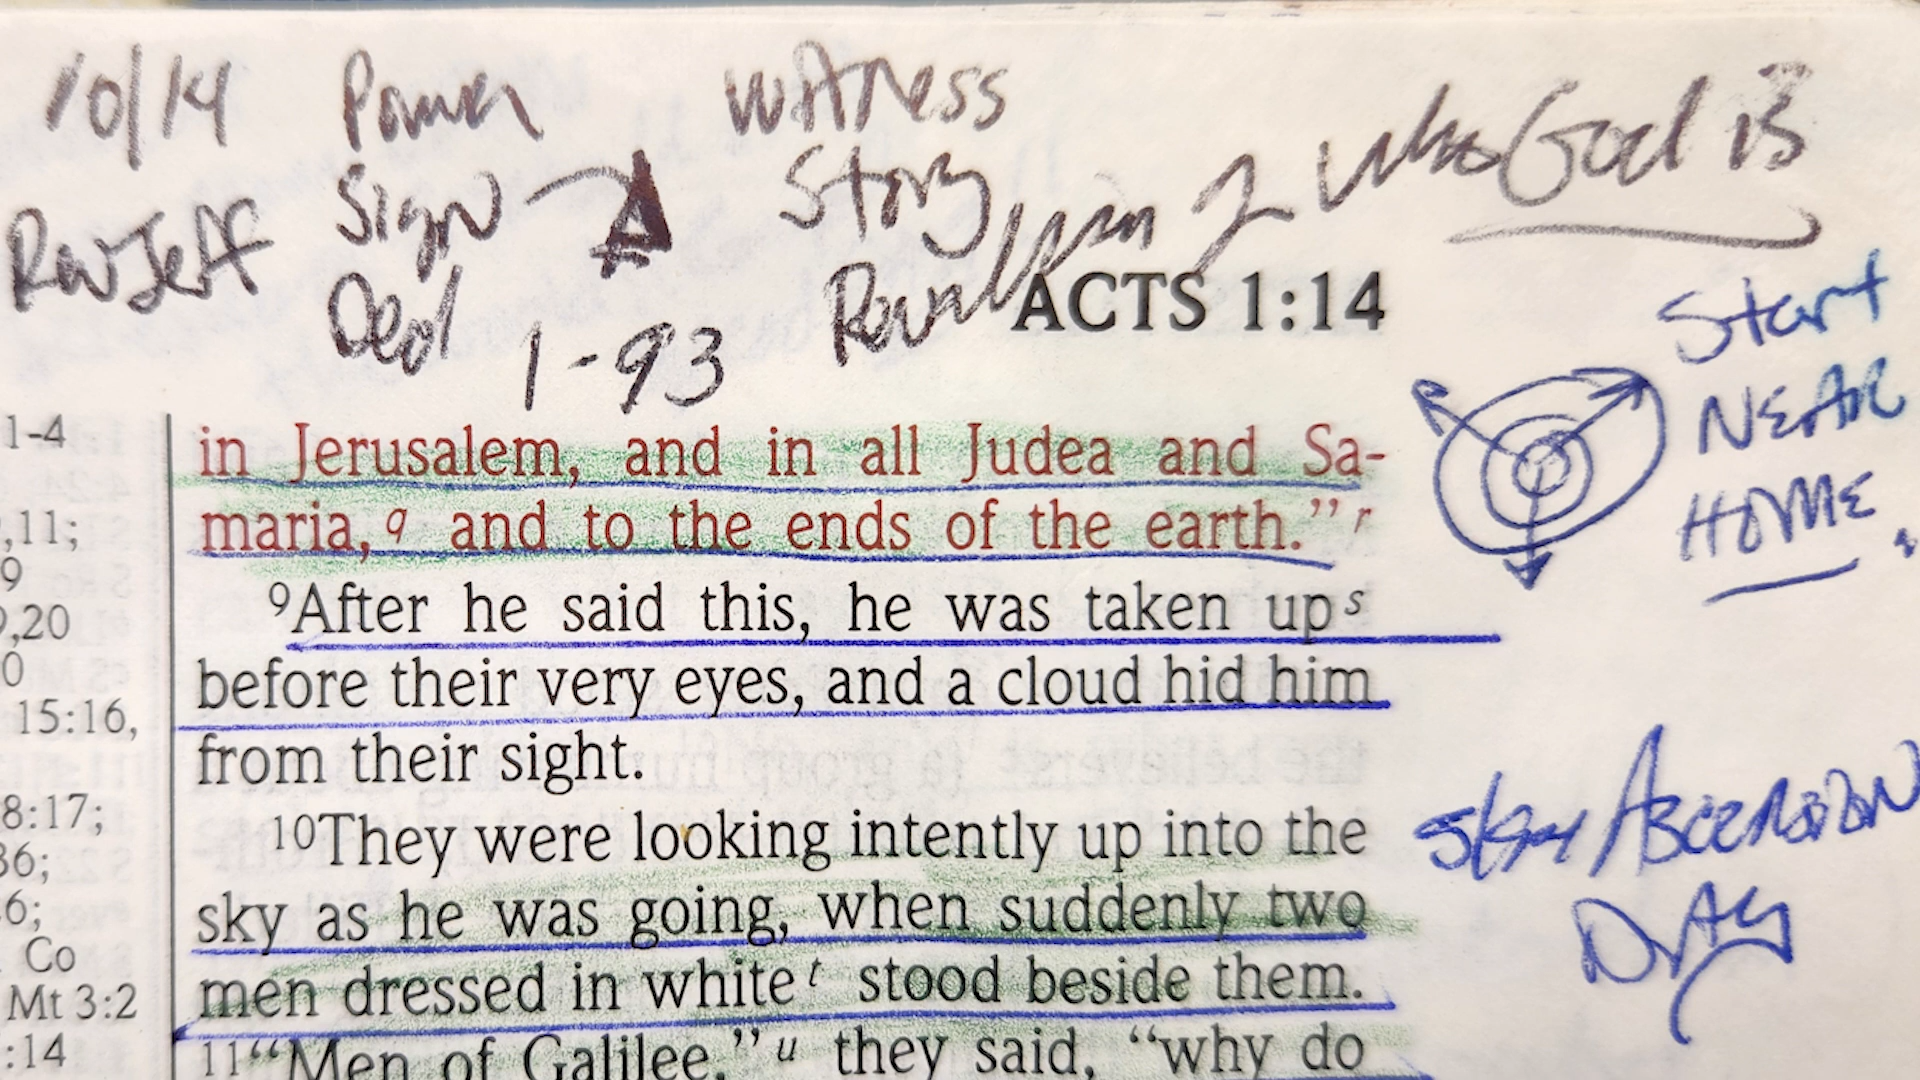 10/14
Power
Witness
Sign
A
Story
Rev Jeff
Deed
1-93
who God is
ACTS 1:14
Start
NEAR
HOME
1-4
in Jerusalem, and in all Judea and Sa-
,11;
maria,q and to the ends of the earth.” r
9
9After he said this, he was taken up s
,20
0
before their very eyes, and a cloud hid him
15:16,
from their sight.
8:17;
10They were looking intently up into the
36;
Ascension
DAY
6;
sky as he was going, when suddenly two
Co
Mt 3:2
men dressed in white t stood beside them.
:14
11“Men of Galilee,” u they said, “why do